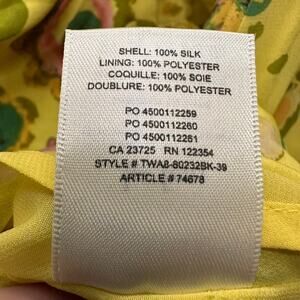 SHELL: 100% SILK
LINING: 100% POLYESTER
COQUILLE: 100% SOIE
DOUBLURE: 100% POLYESTER
PO 4500112259
PO 4500112260
PO 4500112261
CA 23725 RN 122354
STYLE # TWA8-80232BK-39
ARTICLE # 74678